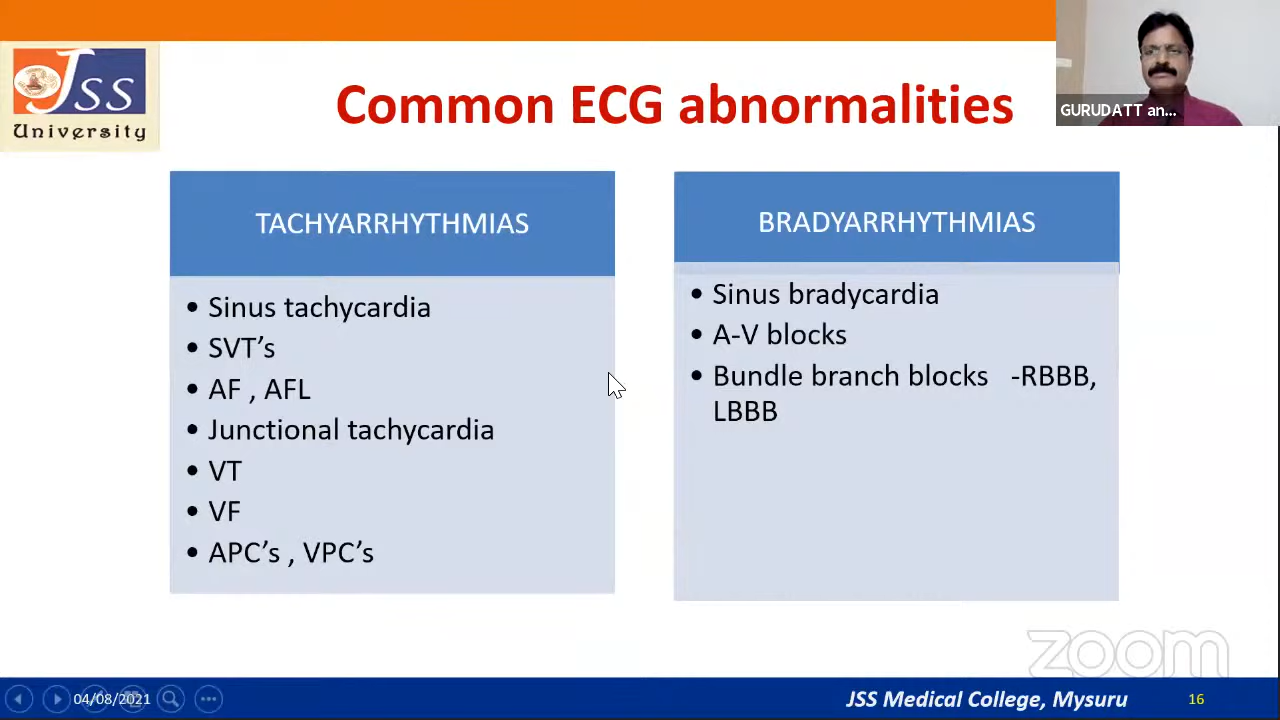 JSS
University
Common ECG abnormalities
GURUDATT an...
TACHYARRHYTHMIAS
• Sinus tachycardia
• SVT’s
• AF , AFL
• Junctional tachycardia
• VT
• VF
• APC’s , VPC’s
BRADYARRHYTHMIAS
• Sinus bradycardia
• A-V blocks
• Bundle branch blocks -RBBB,
LBBB
zoom
04/08/2021
JSS Medical College, Mysuru
16